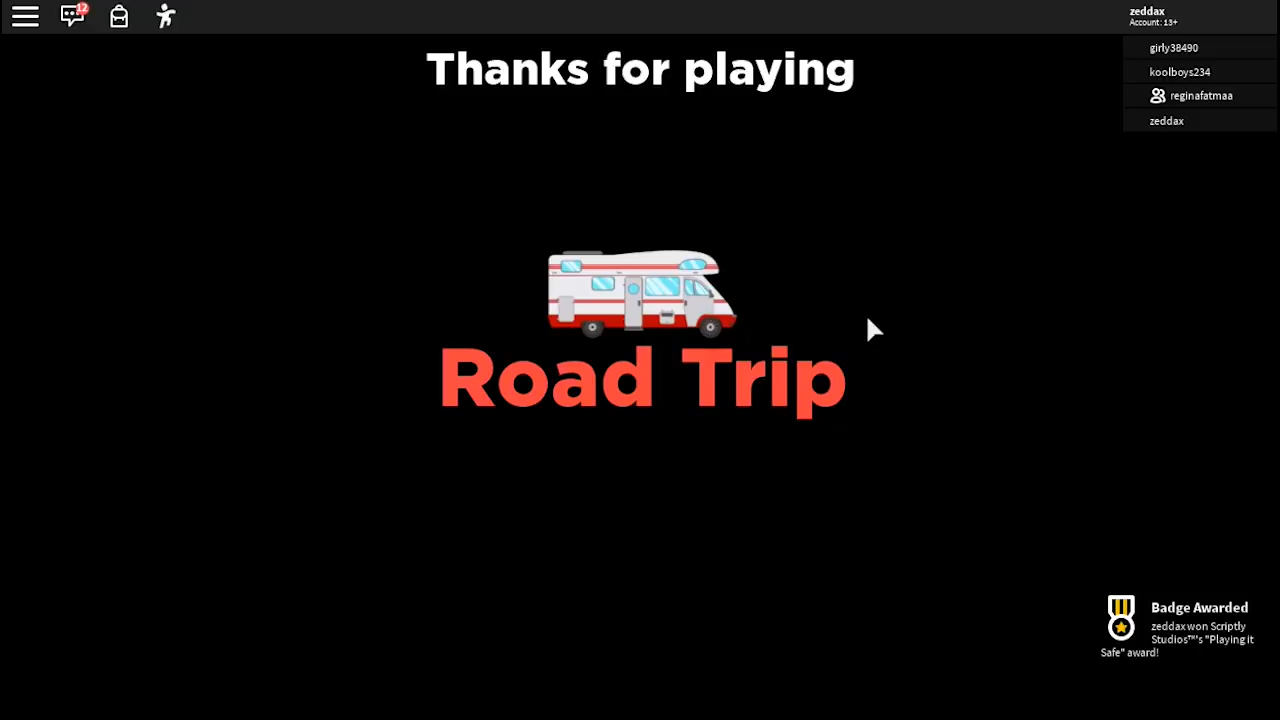 12
zeddax
Account: 13+
girly38490
koolboys234
reginafatmaa
zeddax
Thanks for playing
Road Trip
Badge Awarded
zeddax won Scriptly
Studios™'s "Playing it
Safe" award!